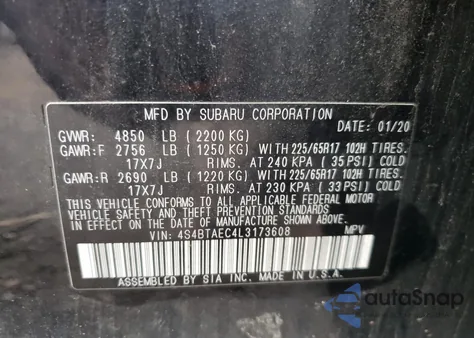 MFD BY SUBARU CORPORATION
DATE: 01/20
GVWR: 4850 LB (2200 KG)
GAWR:F 2756 LB (1250 KG) WITH 225/65R17 102H TIRES
17X7J RIMS. AT 240 KPA (35 PSI) COLD
GAWR:R 2690 LB (1220 KG) WITH 225/65R17 102H TIRES
17X7J RIMS. AT 230 KPA (33 PSI) COLD
THIS VEHICLE CONFORMS TO ALL APPLICABLE FEDERAL MOTOR
VEHICLE SAFETY, BUMPER, AND THEFT PREVENTION STANDARDS
IN EFFECT ON THE DATE OF MANUFACTURE SHOWN ABOVE.
VIN: 4S4BTAEC4L3173608 MPV
ASSEMBLED BY SIA INC. IN U.S.A.
autoSnap